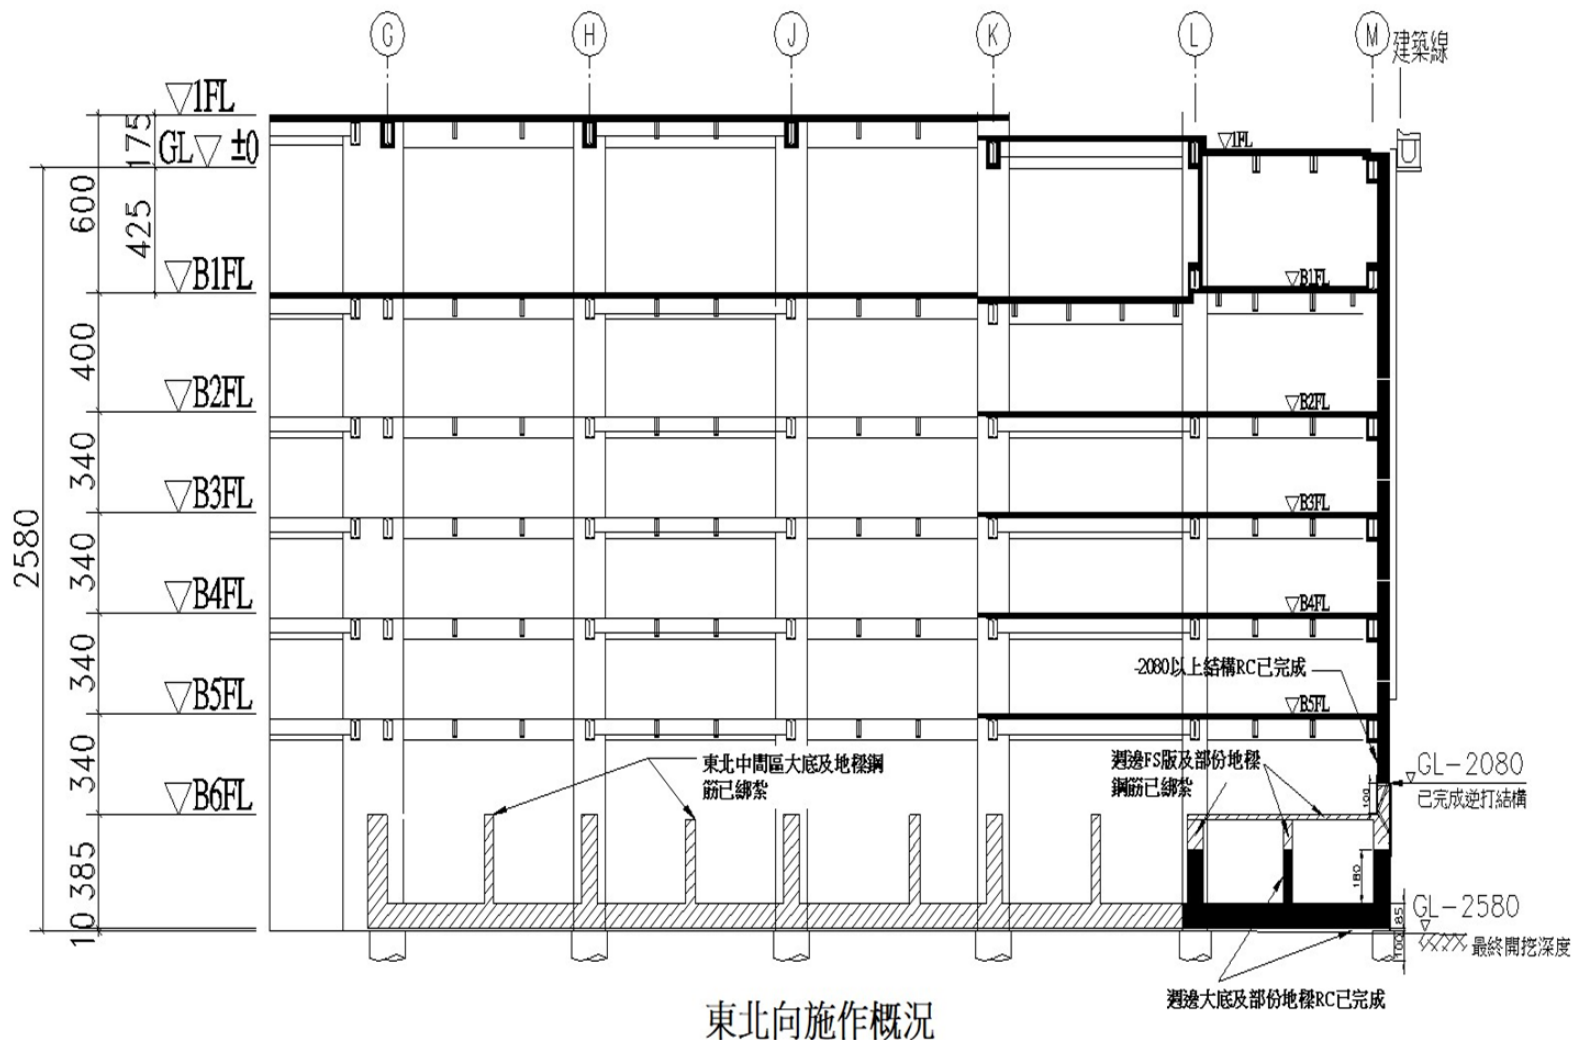 G
H
J
K
L
M
建築線
1FL
GL ±0
175
600
425
B1FL
400
B2FL
340
B3FL
340
B4FL
340
B5FL
340
B6FL
385
10
2580
1FL
B1FL
B2FL
B3FL
B4FL
-2080以上結構RC已完成
B5FL
東北中間區大底及地樑鋼
筋已綁紮
週邊FS版及部份地樑
鋼筋已綁紮
GL-2080
已完成逆打結構
100
180
GL-2580
85
100
最終開挖深度
週邊大底及部份地樑RC已完成
東北向施作概況